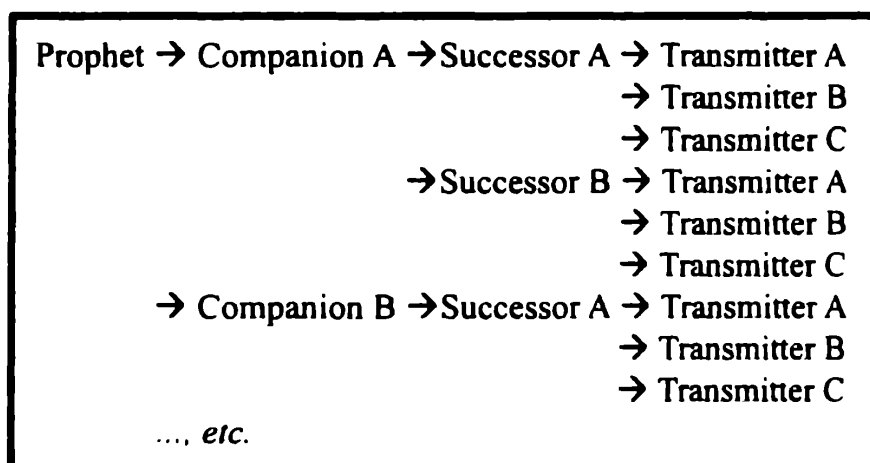 Prophet → Companion A →Successor A → Transmitter A
→ Transmitter B
→ Transmitter C
→Successor B → Transmitter A
→ Transmitter B
→ Transmitter C
→ Companion B →Successor A → Transmitter A
→ Transmitter B
→ Transmitter C
..., etc.